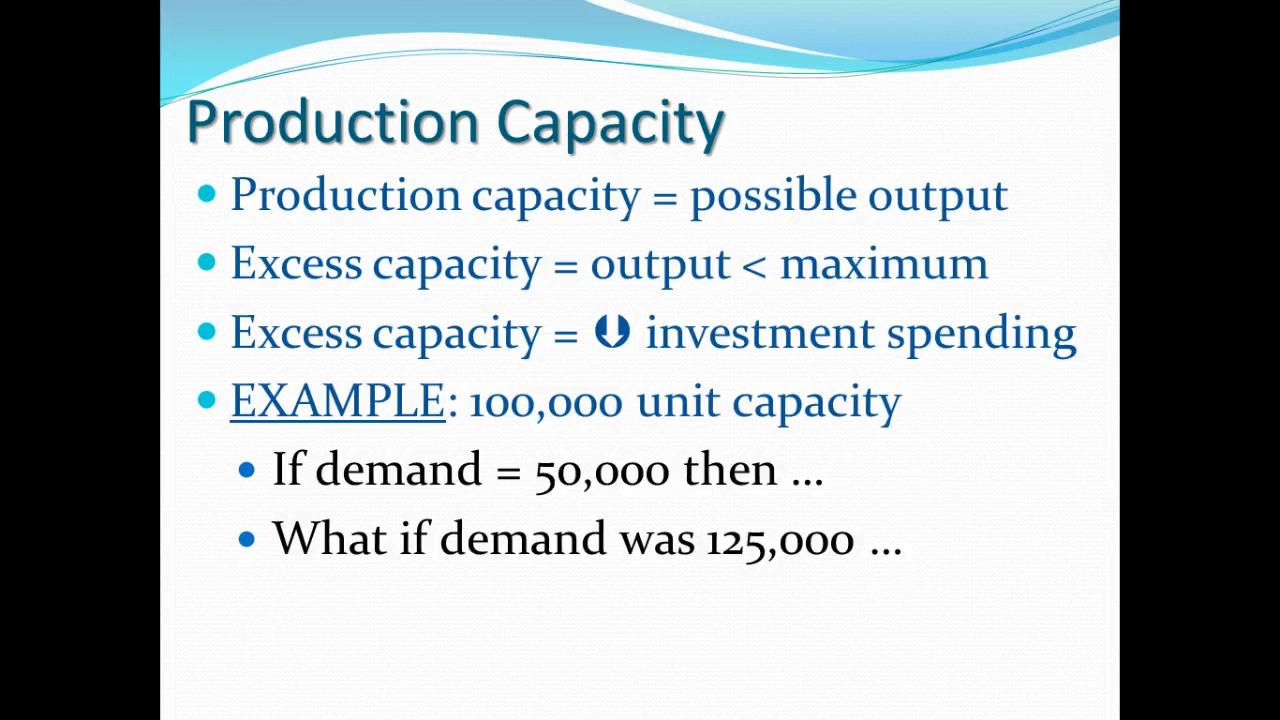 Production Capacity
Production capacity = possible output
Excess capacity = output < maximum
Excess capacity = ⬇ investment spending
EXAMPLE: 100,000 unit capacity
If demand = 50,000 then …
What if demand was 125,000 …